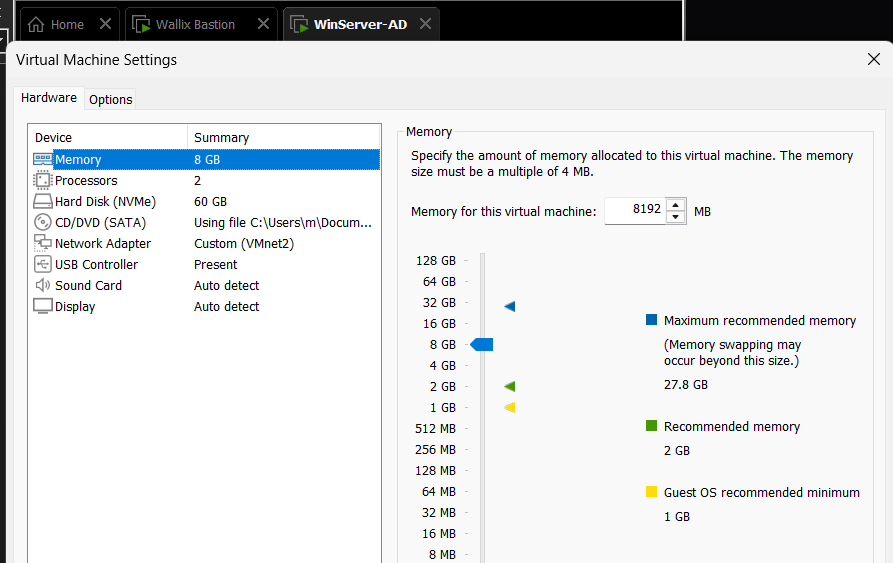 Home
Wallix Bastion
WinServer-AD
Virtual Machine Settings
Hardware
Options
Device Summary
Memory 8 GB
Processors 2
Hard Disk (NVMe) 60 GB
CD/DVD (SATA) Using file C:\Users\m\Docum...
Network Adapter Custom (VMnet2)
USB Controller Present
Sound Card Auto detect
Display Auto detect
Memory
Specify the amount of memory allocated to this virtual machine. The memory
size must be a multiple of 4 MB.
Memory for this virtual machine: 8192 MB
128 GB
64 GB
32 GB
16 GB
8 GB
4 GB
2 GB
1 GB
512 MB
256 MB
128 MB
64 MB
32 MB
16 MB
8 MB
Maximum recommended memory
(Memory swapping may
occur beyond this size.)
27.8 GB
Recommended memory
2 GB
Guest OS recommended minimum
1 GB